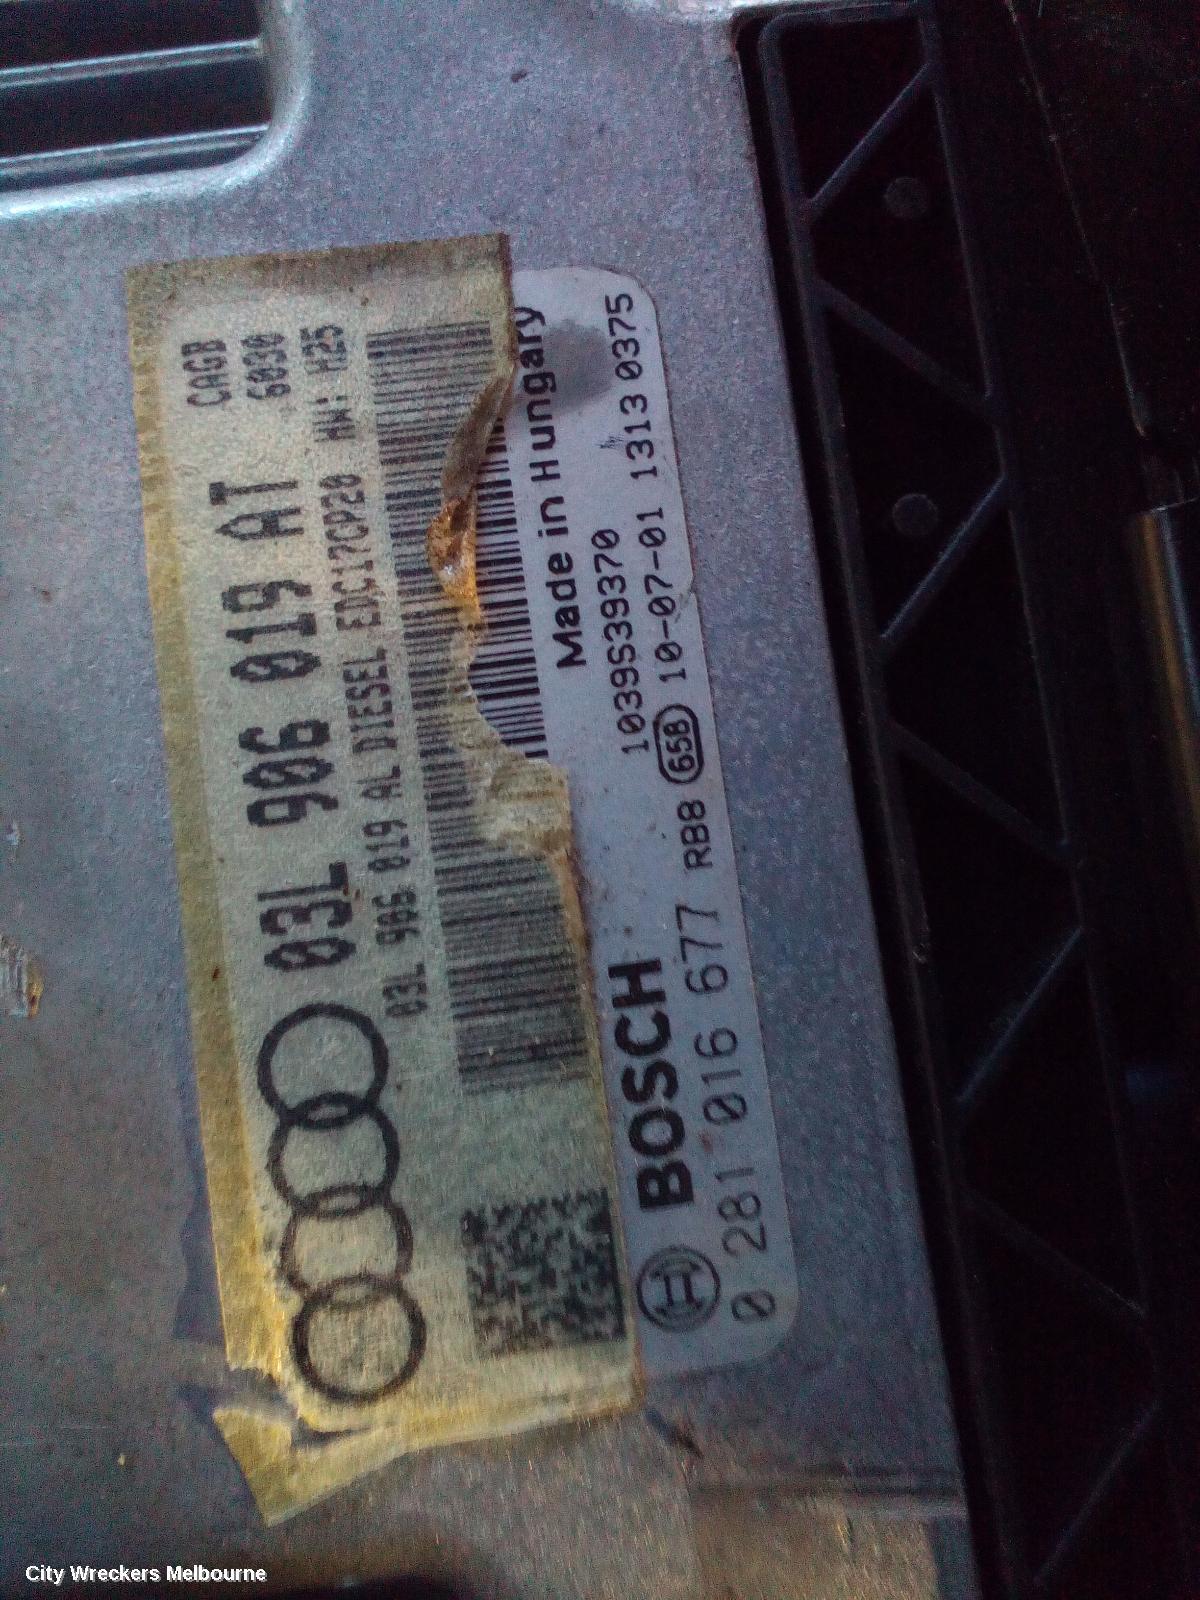 CAGB
6030
03L 906 019 AT
03L 906 019 AL DIESEL EDC17CP20 HW: H25
Made in Hungary
BOSCH
1039S39370
0 281 016 677 RB8 65B 10-07-01 1313 0375
City Wreckers Melbourne